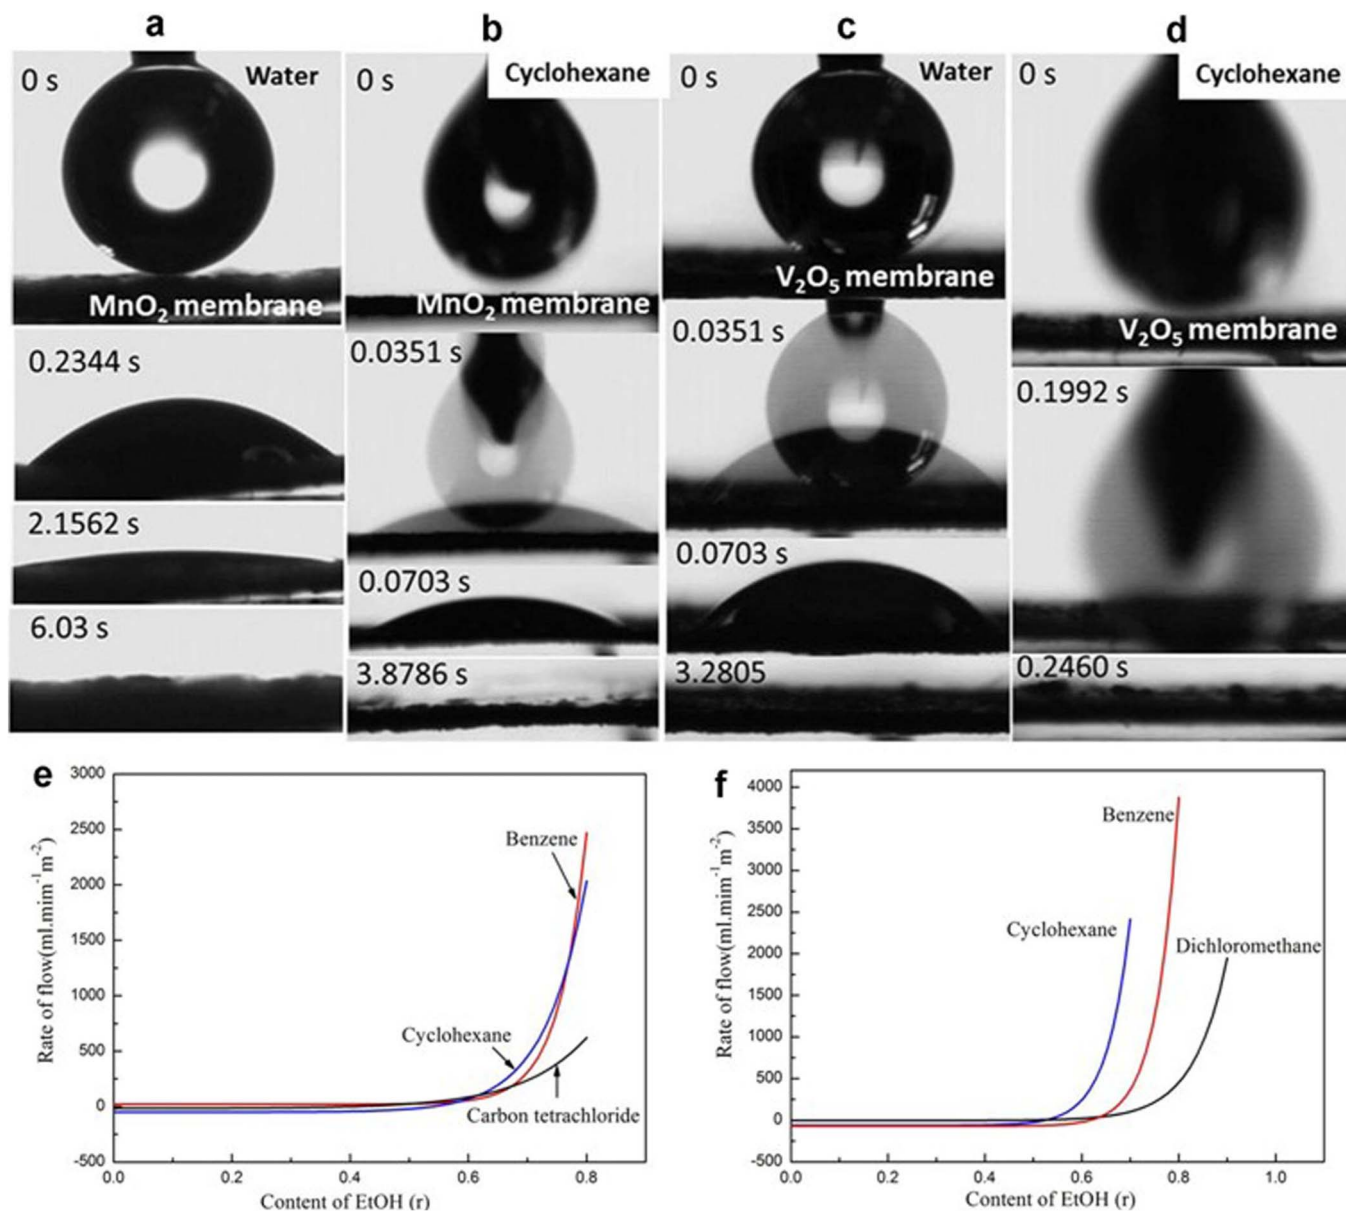 a
b
c
d
0 s
Water
MnO₂ membrane
0.2344 s
2.1562 s
6.03 s
0 s
Cyclohexane
MnO₂ membrane
0.0351 s
0.0703 s
3.8786 s
0 s
Water
V₂O₅ membrane
0.0351 s
0.0703 s
3.2805
0 s
Cyclohexane
V₂O₅ membrane
0.1992 s
0.2460 s
e
3000
2500
2000
1500
1000
500
0
-500
Rate of flow(ml.mim⁻¹m⁻²)
Benzene
Cyclohexane
Carbon tetrachloride
0.0 0.2 0.4 0.6 0.8
Content of EtOH (r)
f
4000
3500
3000
2500
2000
1500
1000
500
0
-500
Rate of flow(ml.mim⁻¹m⁻²)
Benzene
Cyclohexane
Dichloromethane
0.0 0.2 0.4 0.6 0.8 1.0
Content of EtOH (r)